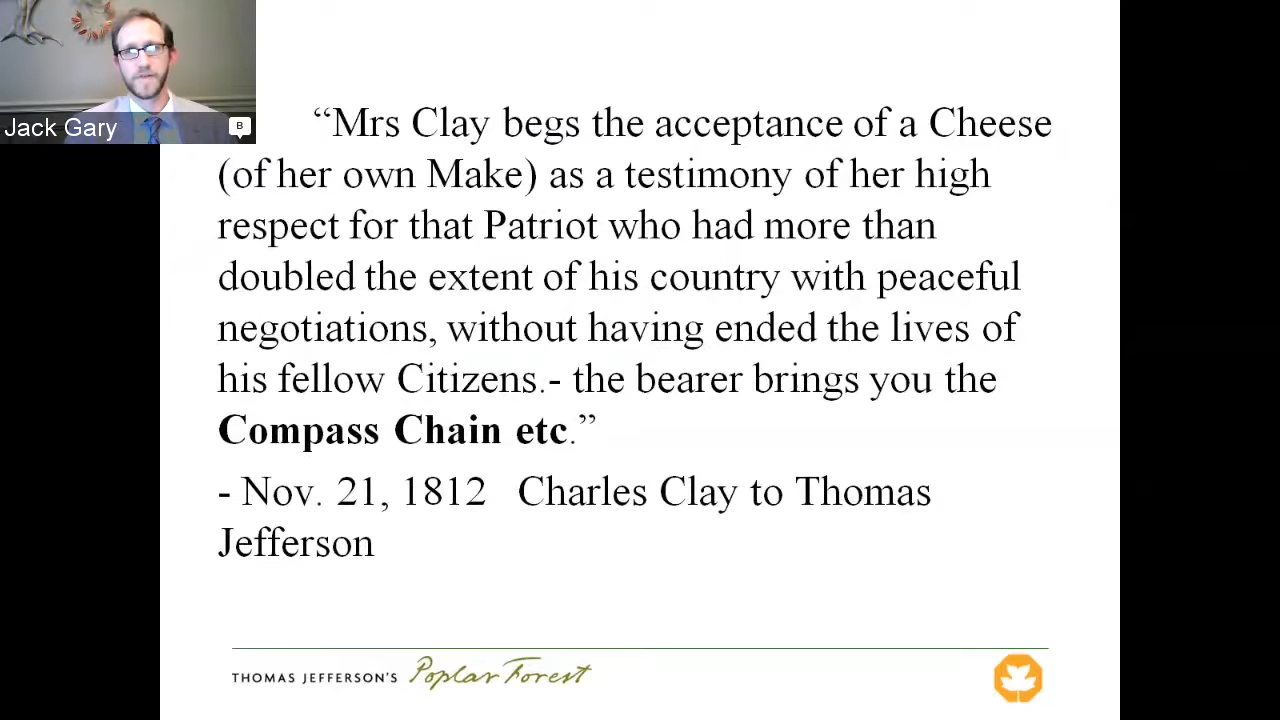 Jack Gary
B
“Mrs Clay begs the acceptance of a Cheese
(of her own Make) as a testimony of her high
respect for that Patriot who had more than
doubled the extent of his country with peaceful
negotiations, without having ended the lives of
his fellow Citizens.- the bearer brings you the
Compass Chain etc.”
- Nov. 21, 1812 Charles Clay to Thomas
Jefferson
THOMAS JEFFERSON'S Poplar Forest